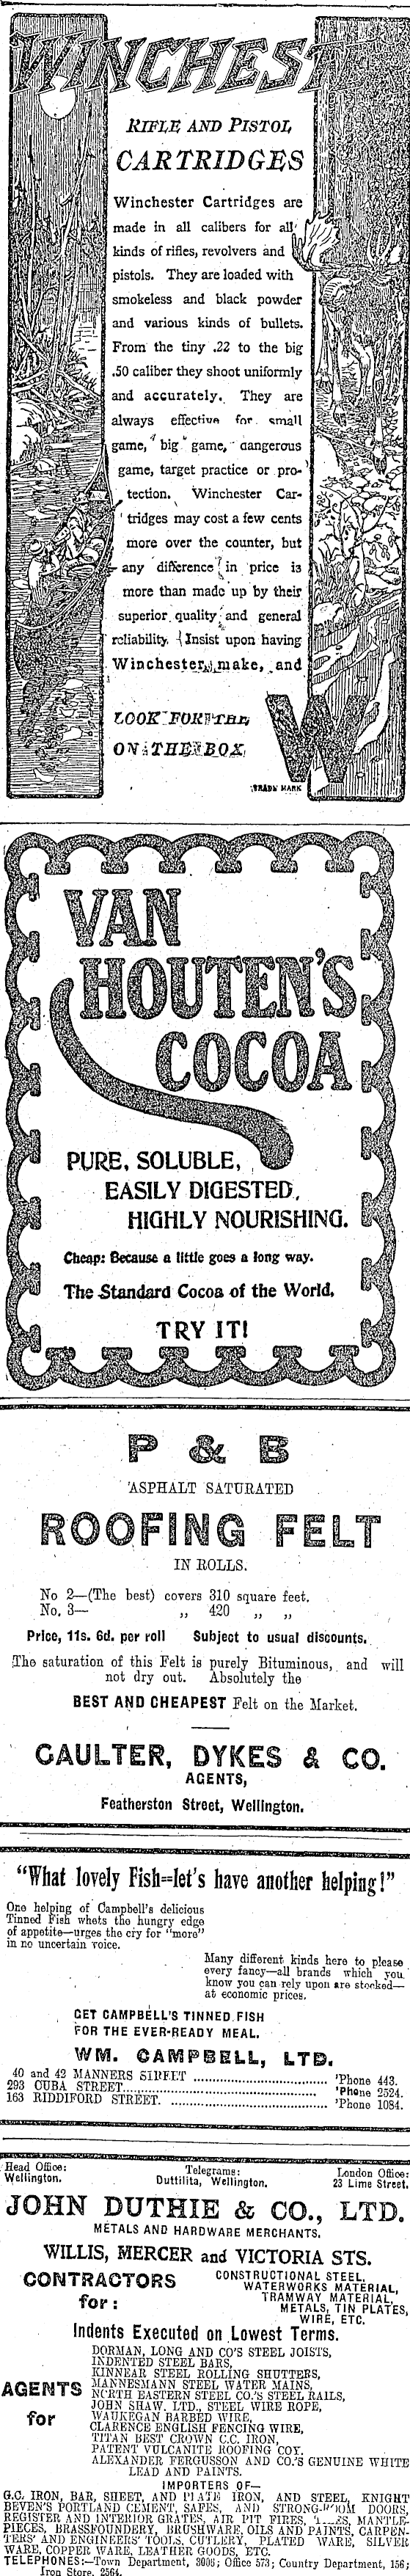 WINCHESTE
RIFLE AND PISTOL
CARTRIDGES
Winchester Cartridges are
made in all calibers for all
kinds of rifles, revolvers and
pistols. They are loaded with
smokeless and black powder
and various kinds of bullets.
From the tiny .22 to the big
.50 caliber they shoot uniformly
and accurately. They are
always effective for small
game, big game, dangerous
game, target practice or pro-
tection. Winchester Car-
tridges may cost a few cents
more over the counter, but
any difference in price is
more than made up by their
superior quality and general
reliability. Insist upon having
Winchester make, and
LOOK FOR THE
ON THE BOX
W
TRADE MARK
VAN
HOUTEN'S
COCOA
PURE, SOLUBLE,
EASILY DIGESTED,
HIGHLY NOURISHING.
Cheap: Because a little goes a long way.
The Standard Cocoa of the World.
TRY IT!
P & B
ASPHALT SATURATED
ROOFING FELT
IN ROLLS.
No 2—(The best) covers 310 square feet.
No. 3— ,, 420 ,, ,,
Price, 11s. 6d. per roll Subject to usual discounts.
The saturation of this Felt is purely Bituminous, and will
not dry out. Absolutely the
BEST AND CHEAPEST Felt on the Market.
CAULTER, DYKES & CO.
AGENTS,
Featherston Street, Wellington.
"What lovely Fish—let's have another helping!"
One helping of Campbell's delicious
Tinned Fish whets the hungry edge
of appetite—urges the cry for "more"
in no uncertain voice.
Many different kinds here to please
every fancy—all brands which you
know you can rely upon are stocked—
at economic prices.
GET CAMPBELL'S TINNED FISH
FOR THE EVER-READY MEAL.
WM. CAMPBELL, LTD.
40 and 42 MANNERS STREET ............ 'Phone 443.
293 CUBA STREET............ 'Phone 2524.
163 RIDDIFORD STREET. ............ 'Phone 1084.
Head Office: Telegrams: London Office:
Wellington. Duttilita, Wellington. 23 Lime Street.
JOHN DUTHIE & CO., LTD.
METALS AND HARDWARE MERCHANTS,
WILLIS, MERCER and VICTORIA STS.
CONTRACTORS
for:
CONSTRUCTIONAL STEEL,
WATERWORKS MATERIAL,
TRAMWAY MATERIAL,
METALS, TIN PLATES,
WIRE, ETC.
Indents Executed on Lowest Terms.
AGENTS
for
DORMAN, LONG AND CO'S STEEL JOISTS,
INDENTED STEEL BARS,
KINNEAR STEEL ROLLING SHUTTERS,
MANNESMANN STEEL WATER MAINS,
NORTH EASTERN STEEL CO.'S STEEL RAILS,
JOHN SHAW, LTD., STEEL WIRE ROPE,
WAUKEGAN BARBED WIRE,
CLARENCE ENGLISH FENCING WIRE,
TITAN BEST CROWN C.C. IRON,
PATENT VULCANITE ROOFING COY.
ALEXANDER FERGUSSON AND CO.'S GENUINE WHITE
LEAD AND PAINTS.
IMPORTERS OF—
G.C. IRON, BAR, SHEET, AND PLATE IRON, AND STEEL, KNIGHT
BEVEN'S PORTLAND CEMENT, SAFES, AND STRONG-ROOM DOORS,
REGISTER AND INTERIOR GRATES, AIR PIT FIRES, MANTLE-
PIECES, BRASSFOUNDERY, BRUSHWARE, OILS AND PAINTS, CARPEN-
TERS' AND ENGINEERS' TOOLS, CUTLERY, PLATED WARE, SILVER
WARE, COPPER WARE, LEATHER GOODS, ETC.
TELEPHONES:—Town Department, 3008; Office 573; Country Department, 156;
Iron Store, 2564.